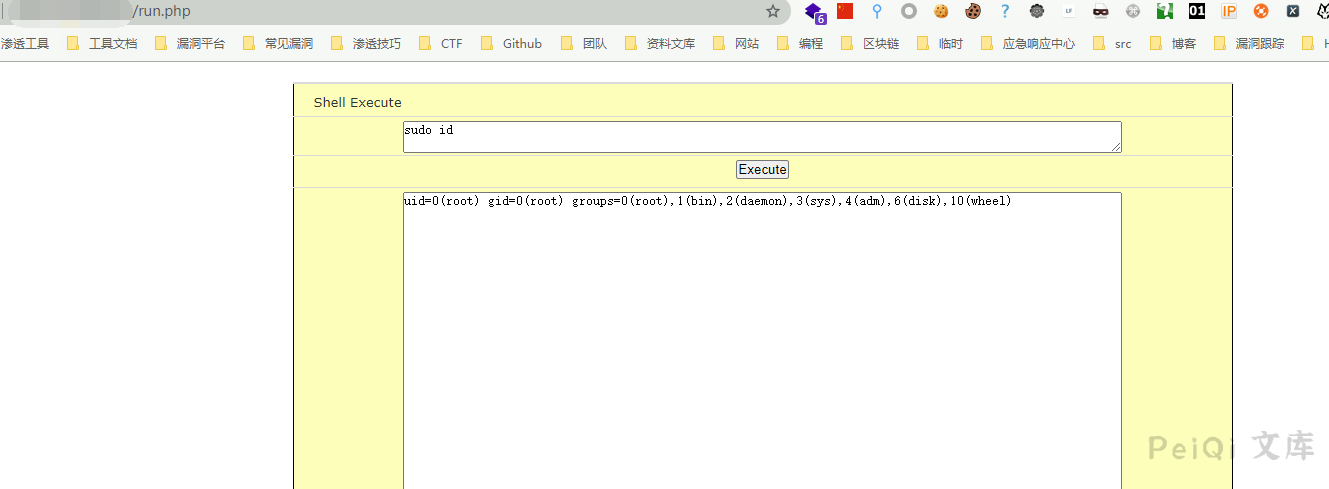 /run.php
6 ? LF IP 01 X
渗透工具 工具文档 漏洞平台 常见漏洞 渗透技巧 CTF Github 团队 资料文库 网站 编程 区块链 临时 应急响应中心 src 博客 漏洞跟踪
Shell Execute
sudo id
Execute
uid=0(root) gid=0(root) groups=0(root),1(bin),2(daemon),3(sys),4(adm),6(disk),10(wheel)
PeiQi 文库